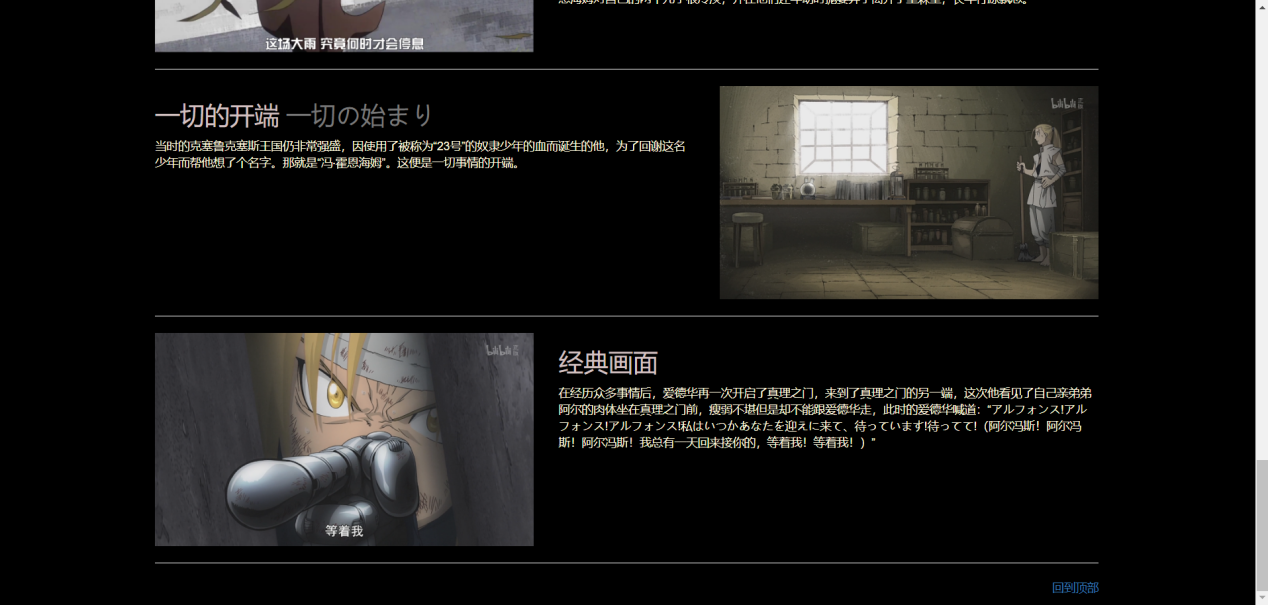 这场大雨 究竟何时才会停息
一切的开端 一切の始まり
当时的克塞鲁克塞斯王国仍非常强盛，因使用了被称为“23号”的奴隶少年的血而诞生的他，为了回谢这名
少年而帮他想了个名字。那就是“冯·霍恩海姆”。这便是一切事情的开端。
bilibili
bilibili
经典画面
在经历众多事情后，爱德华再一次开启了真理之门，来到了真理之门的另一端，这次他看见了自己亲弟弟
阿尔的肉体坐在真理之门前，瘦弱不堪但是却不能跟爱德华走，此时的爱德华喊道：“アルフォンス!アル
フォンス!アルフォンス!私はいつかあなたを迎えに来て、待っています!待ってて!（阿尔冯斯！阿尔冯
斯！阿尔冯斯！我总有一天回来接你的，等着我！等着我！）”
等着我
回到顶部